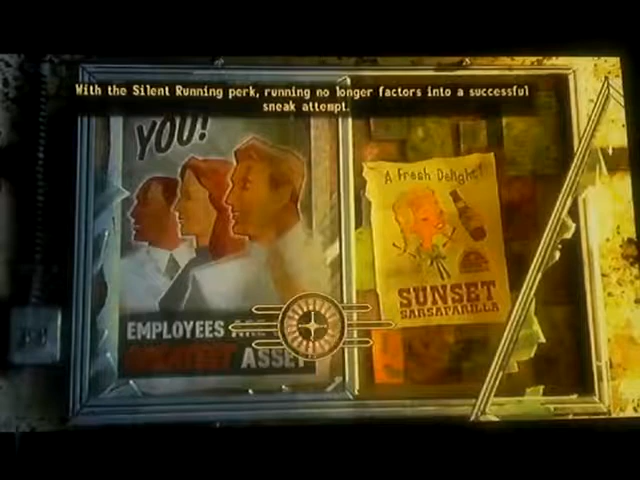 With the Silent Running perk, running no longer factors into a successful
sneak attempt.
YOU!
A Fresh Delight!
SUNSET
SARSAPARILLA
EMPLOYEES
ASSET